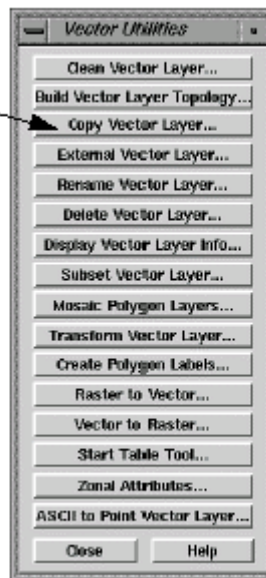 Vector Utilities
Clean Vector Layer...
Build Vector Layer Topology...
Copy Vector Layer...
External Vector Layer...
Rename Vector Layer...
Delete Vector Layer...
Display Vector Layer Info...
Subset Vector Layer...
Mosaic Polygon Layers...
Transform Vector Layer...
Create Polygon Labels...
Raster to Vector...
Vector to Raster...
Start Table Tool...
Zonal Attributes...
ASCII to Point Vector Layer...
Close Help